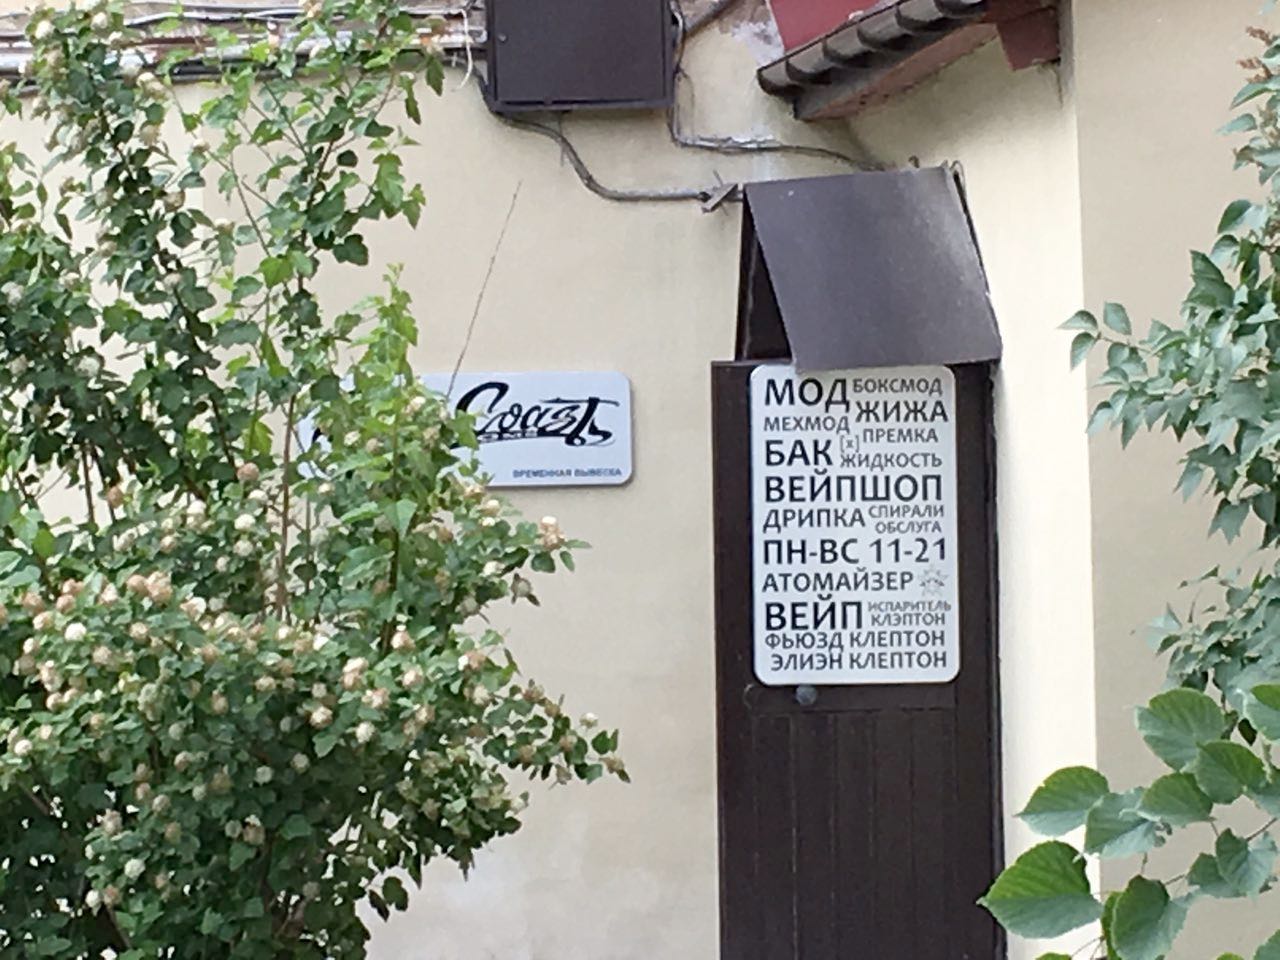 Coast
ВРЕМЕННАЯ ВЫВЕСКА
МОД БОКСМОД
МЕХМОД ЖИЖА
БАК [x] ПРЕМКА
ЖИДКОСТЬ
ВЕЙПШОП
ДРИПКА СПИРАЛИ
ОБСЛУГА
ПН-ВС 11-21
АТОМАЙЗЕР
ВЕЙП ИСПАРИТЕЛЬ
КЛЭПТОН
ФЬЮЗД КЛЕПТОН
ЭЛИЭН КЛЕПТОН